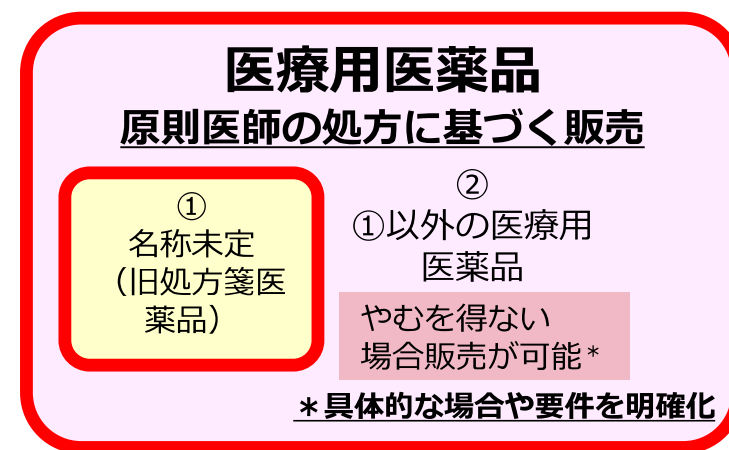 医療用医薬品
原則医師の処方に基づく販売
①
名称未定
（旧処方箋医
薬品）
②
①以外の医療用
医薬品
やむを得ない
場合販売が可能*
＊具体的な場合や要件を明確化